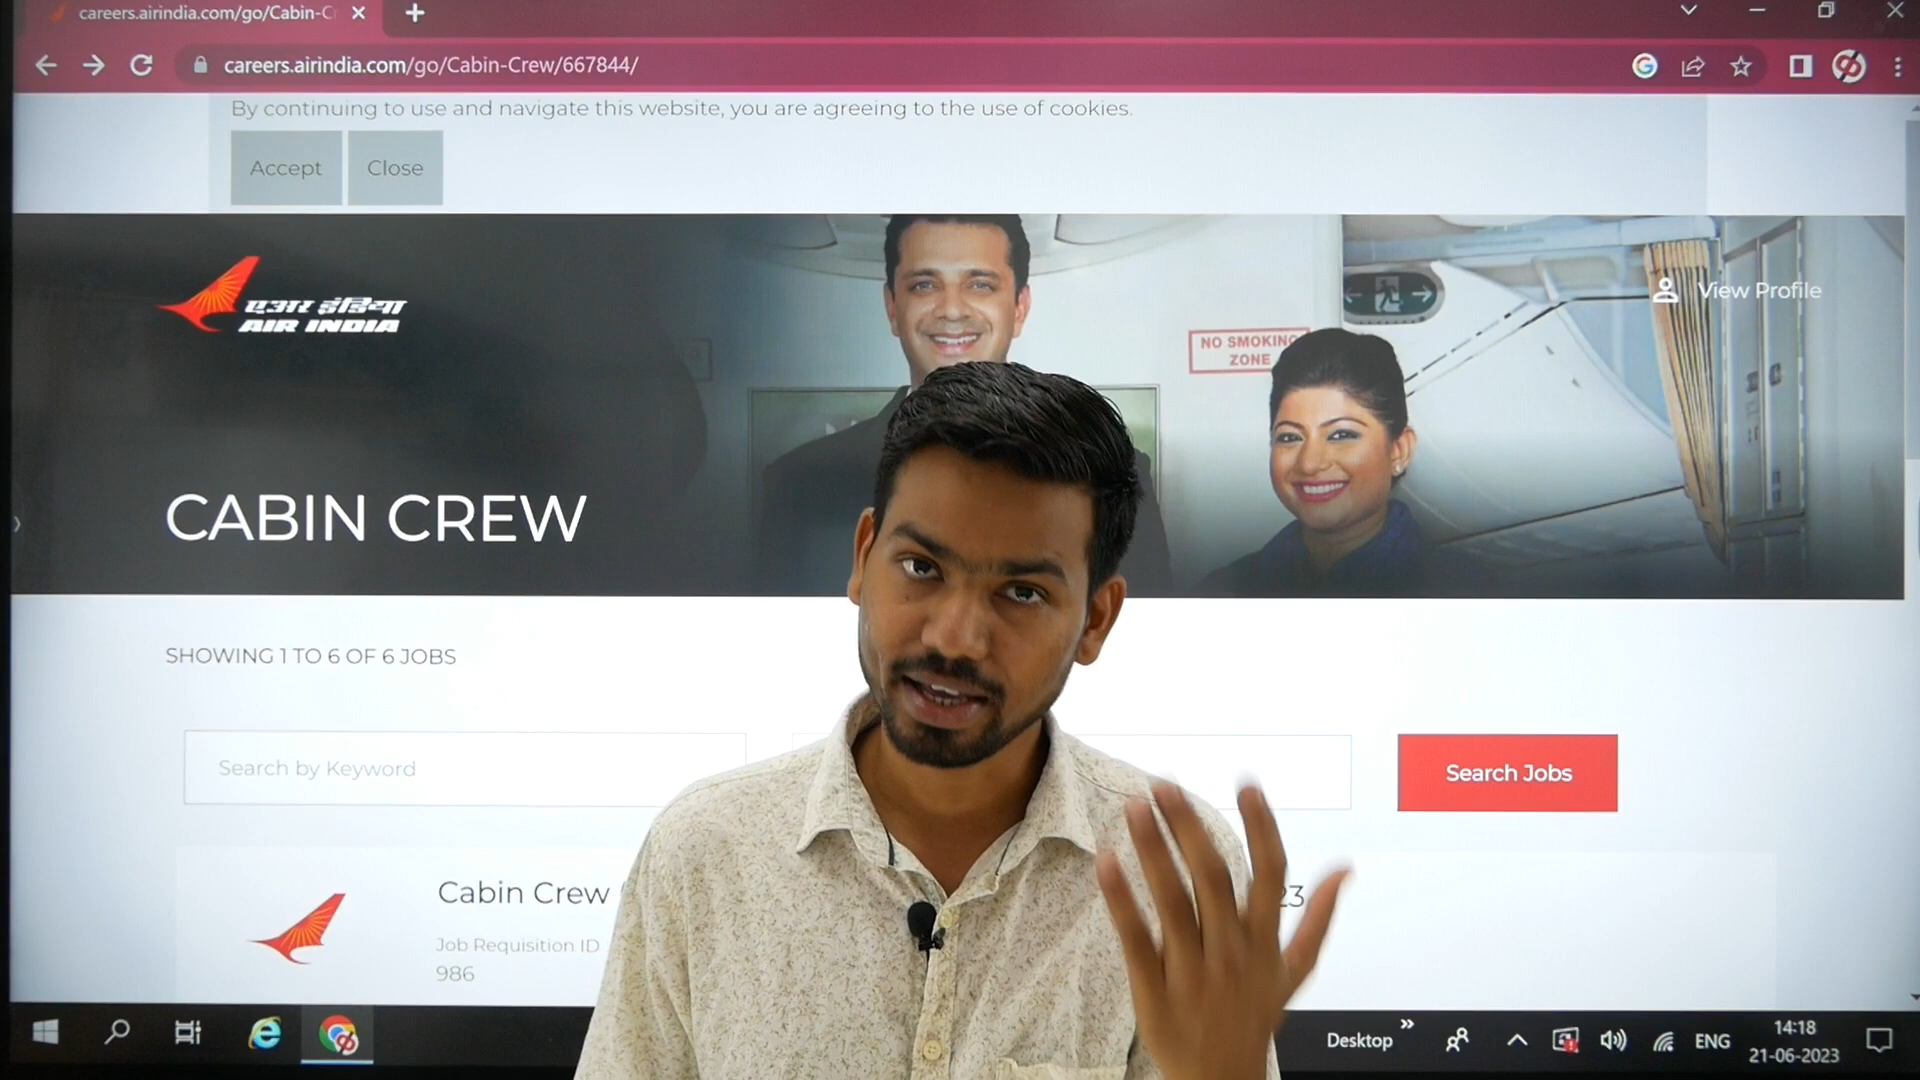 careers.airindia.com/go/Cabin-C
careers.airindia.com/go/Cabin-Crew/667844/
By continuing to use and navigate this website, you are agreeing to the use of cookies.
Accept
Close
एअर इंडिया
AIR INDIA
View Profile
NO SMOKING
ZONE
CABIN CREW
SHOWING 1 TO 6 OF 6 JOBS
Search by Keyword
Search Jobs
Cabin Crew
23
Job Requisition ID
986
Desktop
ENG
14:18
21-06-2023